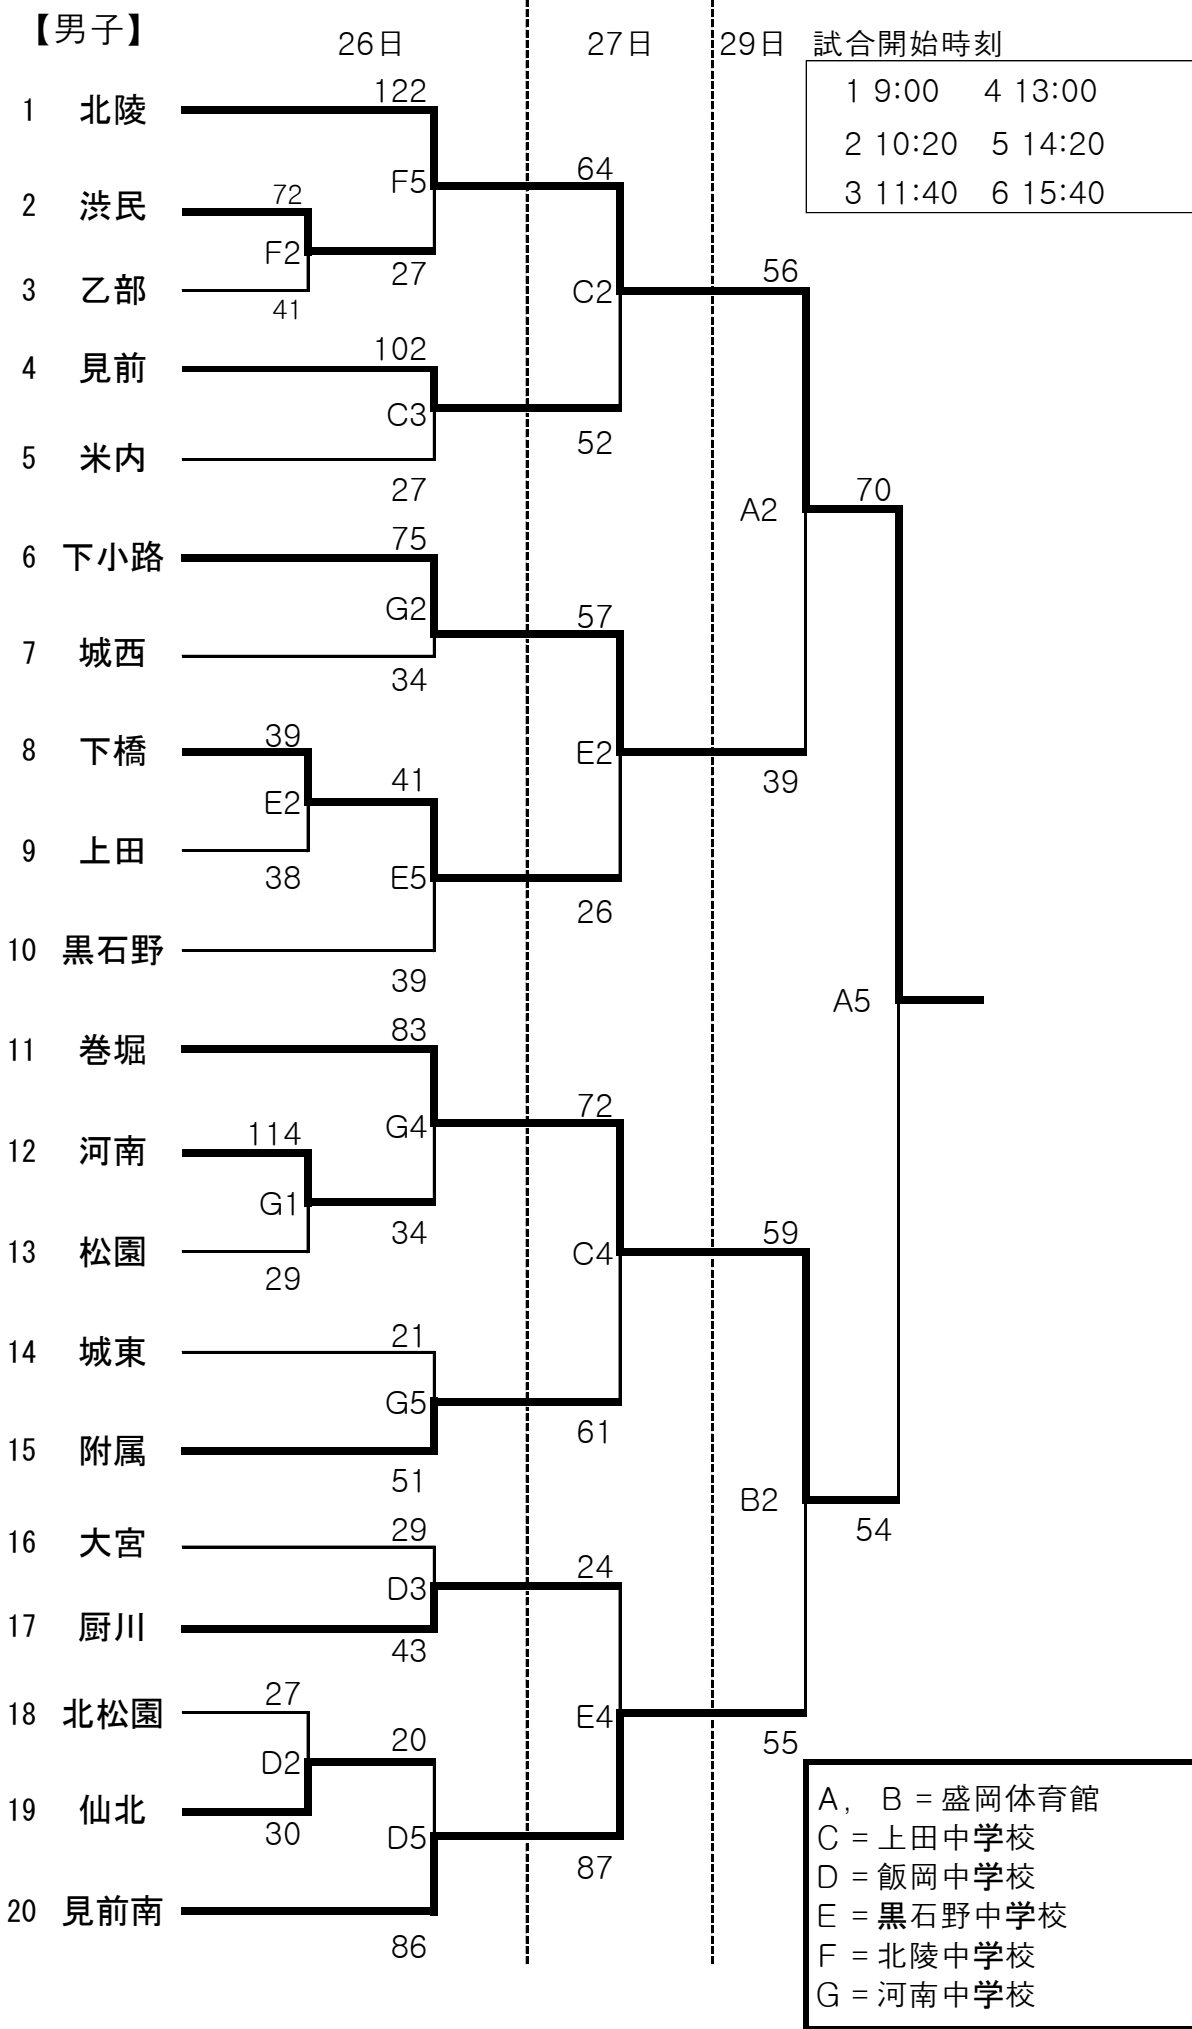 【男子】
26日 27日 29日 試合開始時刻
1 9:00 4 13:00
2 10:20 5 14:20
3 11:40 6 15:40
122
1 北陵
F5
64
2 渋民
72
F2
27
3 乙部
41
56
C2
102
4 見前
C3
52
5 米内
27
A2
70
75
6 下小路
G2
57
7 城西
34
39
8 下橋
E2
41
E2
39
9 上田
38
E5
26
10 黒石野
39
A5
83
11 巻堀
G4
72
114
12 河南
G1
34
13 松園
29
C4
59
21
14 城東
G5
61
15 附属
51
B2
54
29
16 大宮
D3
24
17 厨川
43
27
18 北松園
D2
20
E4
55
19 仙北
30
D5
87
20 見前南
86
A, B = 盛岡体育館
C = 上田中学校
D = 飯岡中学校
E = 黒石野中学校
F = 北陵中学校
G = 河南中学校